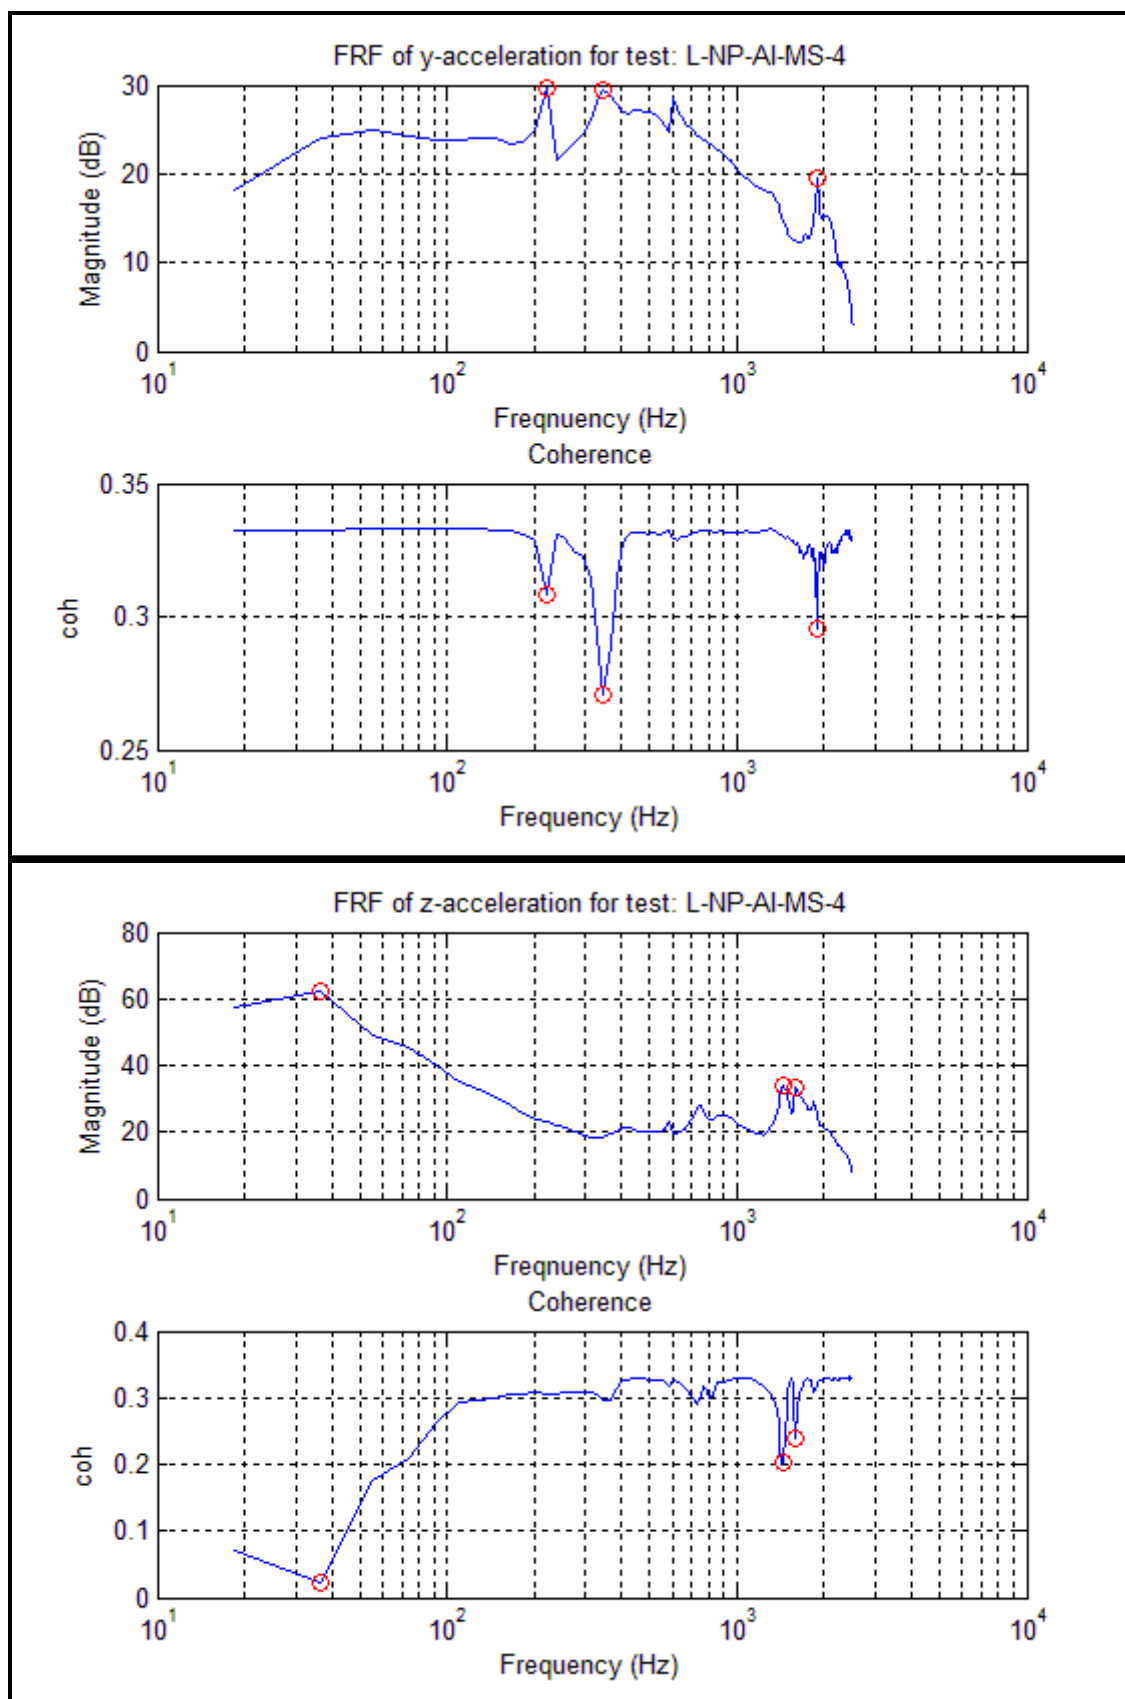 FRF of y-acceleration for test: L-NP-AI-MS-4
30
20
10
0
Magnitude (dB)
10^1 10^2 10^3 10^4
Freqnuency (Hz)
Coherence
0.35
0.3
0.25
coh
10^1 10^2 10^3 10^4
Frequency (Hz)
FRF of z-acceleration for test: L-NP-AI-MS-4
80
60
40
20
0
Magnitude (dB)
10^1 10^2 10^3 10^4
Freqnuency (Hz)
Coherence
0.4
0.3
0.2
0.1
0
coh
10^1 10^2 10^3 10^4
Frequency (Hz)